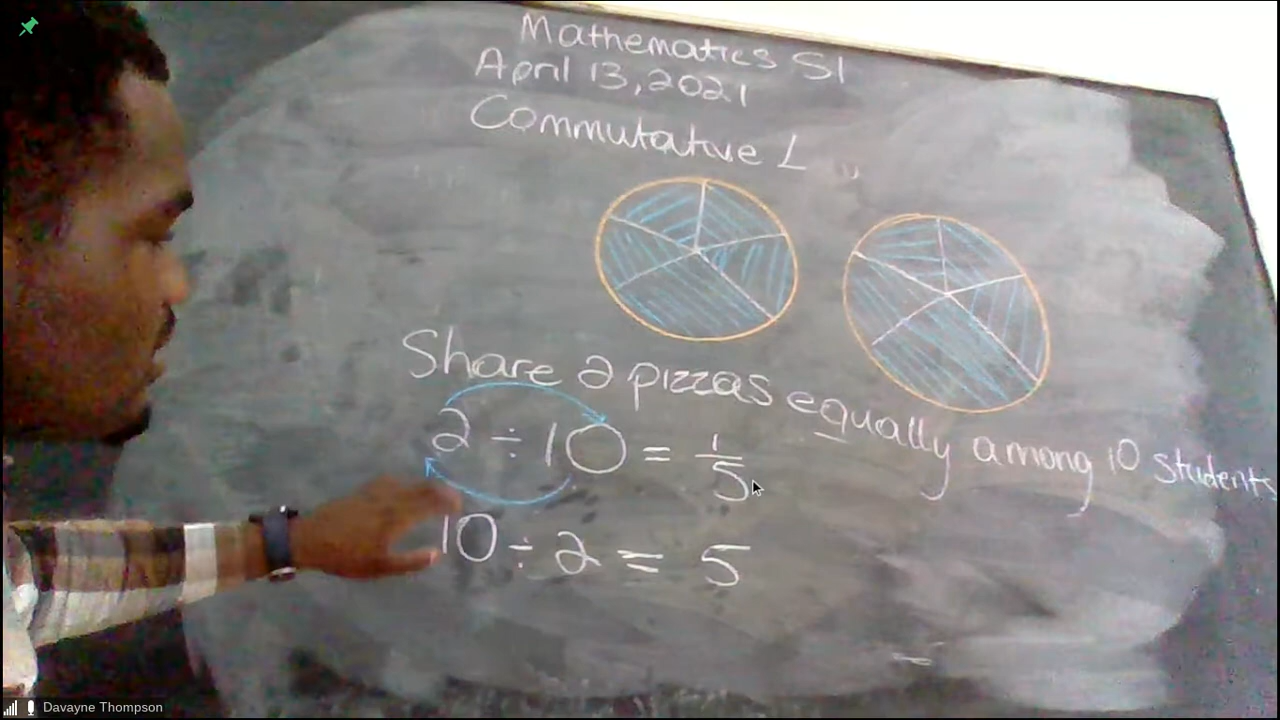 Mathematics S1
April 13, 2021
Commutative L
Share 2 pizzas equally among 10 students
2 ÷ 10 = 1/5
10 ÷ 2 = 5
Davayne Thompson